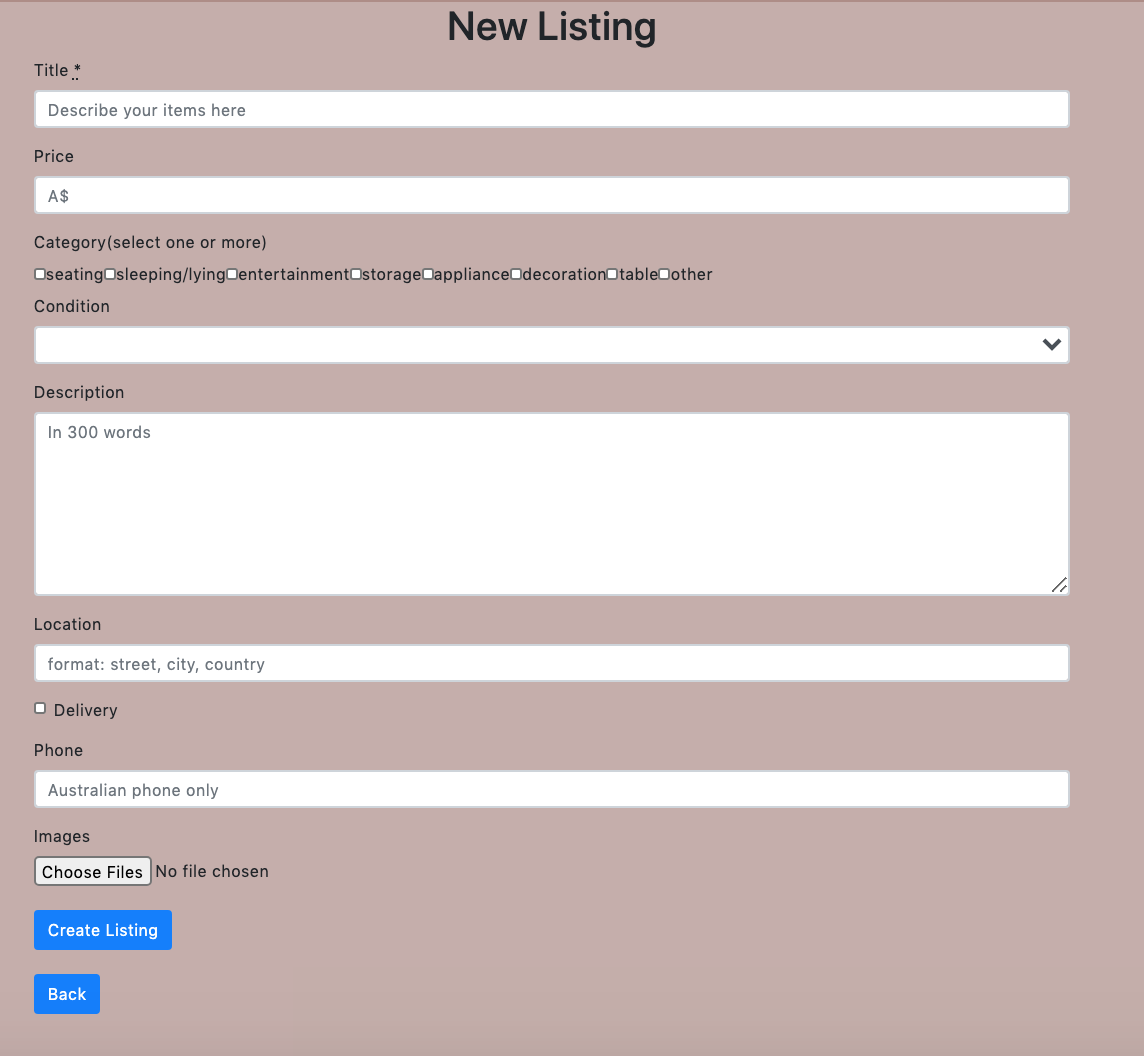 New Listing
Title *
Describe your items here
Price
A$
Category(select one or more)
seating sleeping/lying entertainment storage appliance decoration table other
Condition
Description
In 300 words
Location
format: street, city, country
Delivery
Phone
Australian phone only
Images
Choose Files No file chosen
Create Listing
Back